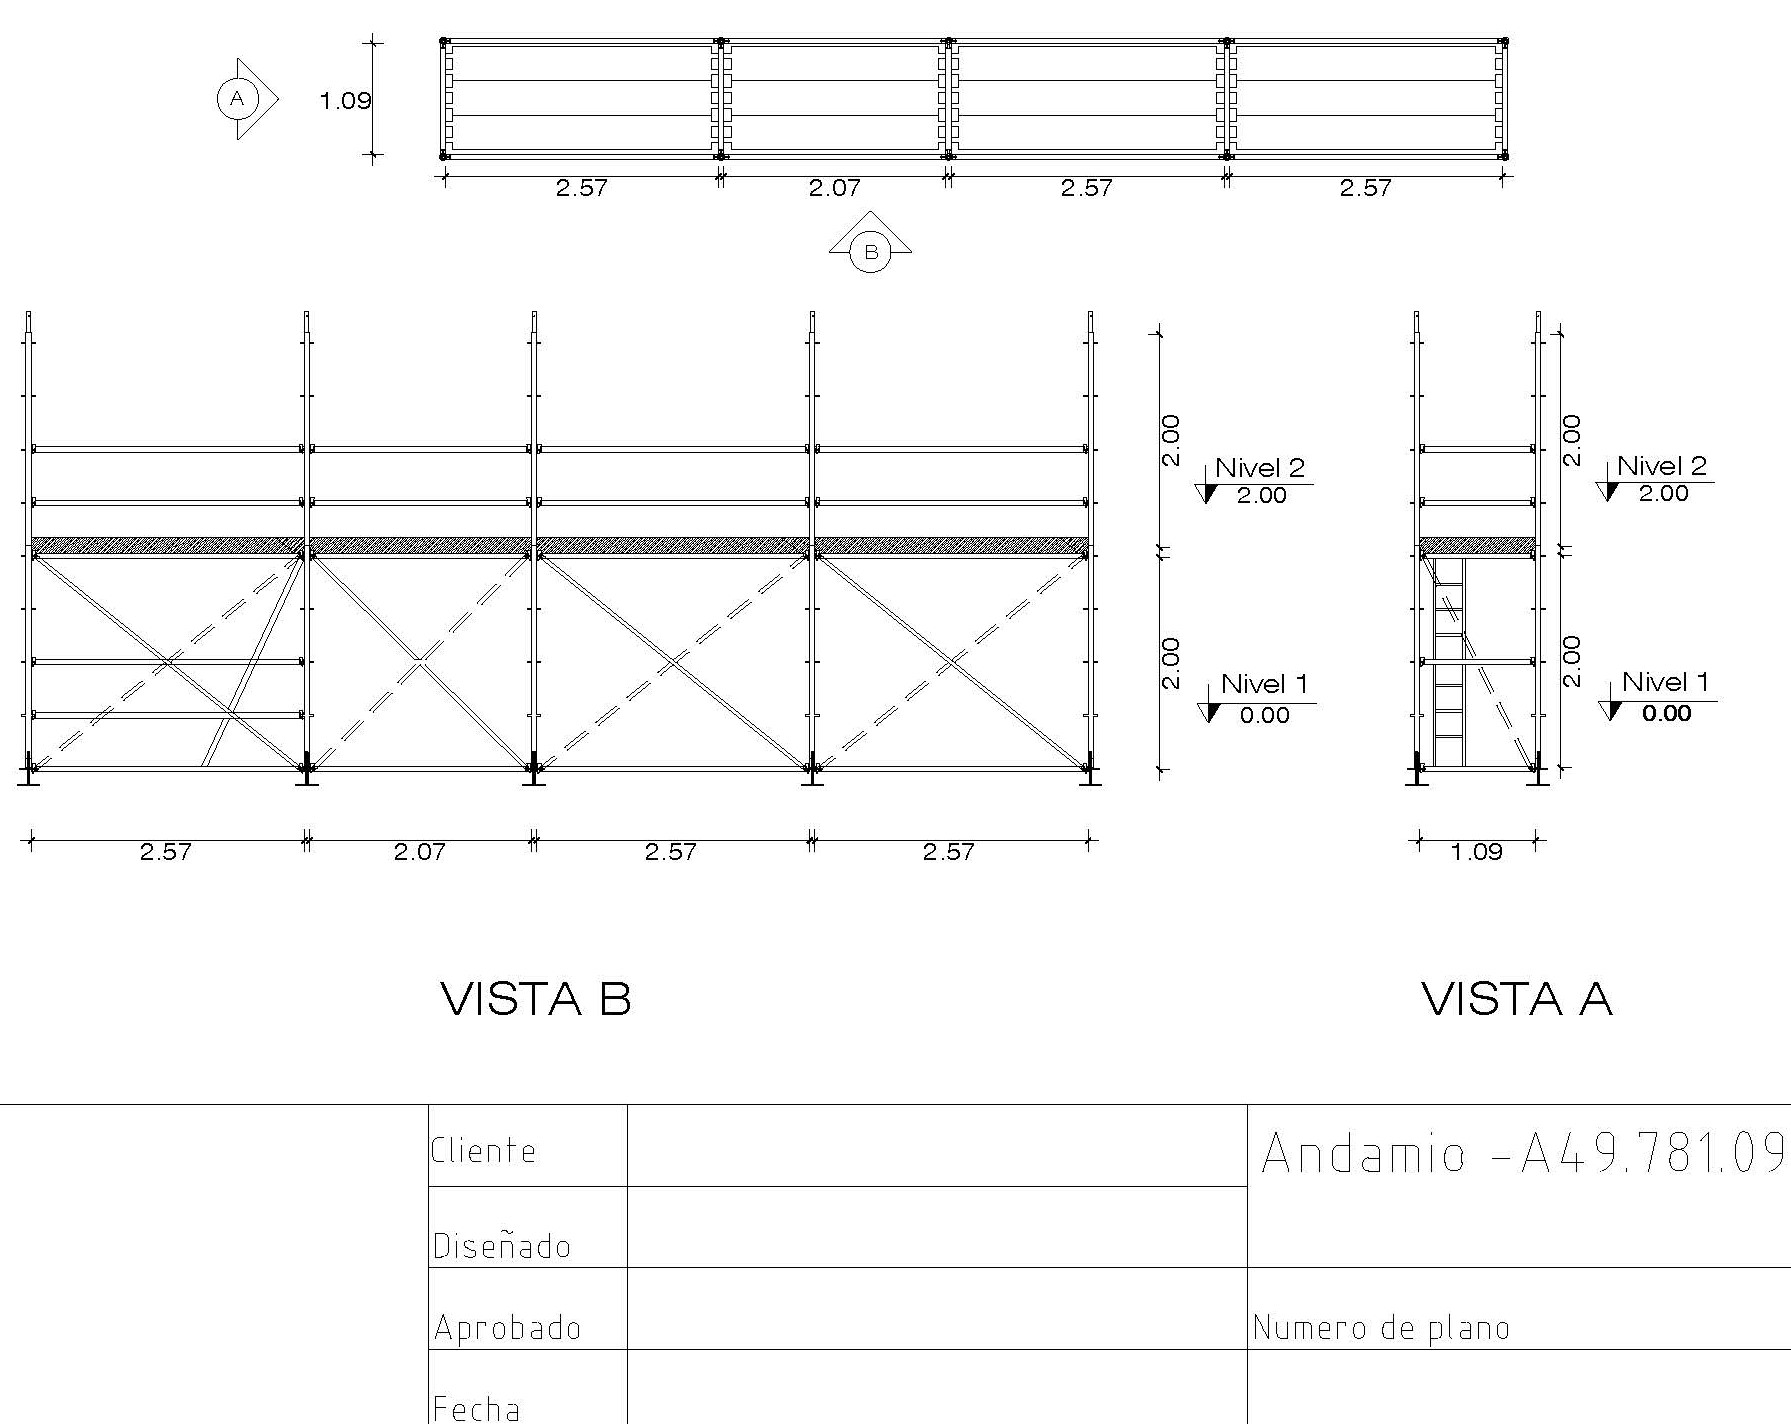 A
1.09
2.57 2.07 2.57 2.57
B
2.00
2.00
Nivel 2
2.00
Nivel 2
2.00
11
11
2.00
2.00
Nivel 1
0.00
Nivel 1
0.00
2.57 2.07 2.57 2.57
1.09
VISTA B
VISTA A
Cliente
Andamio -A49.781.09
Diseñado
Aprobado
Numero de plano
Fecha